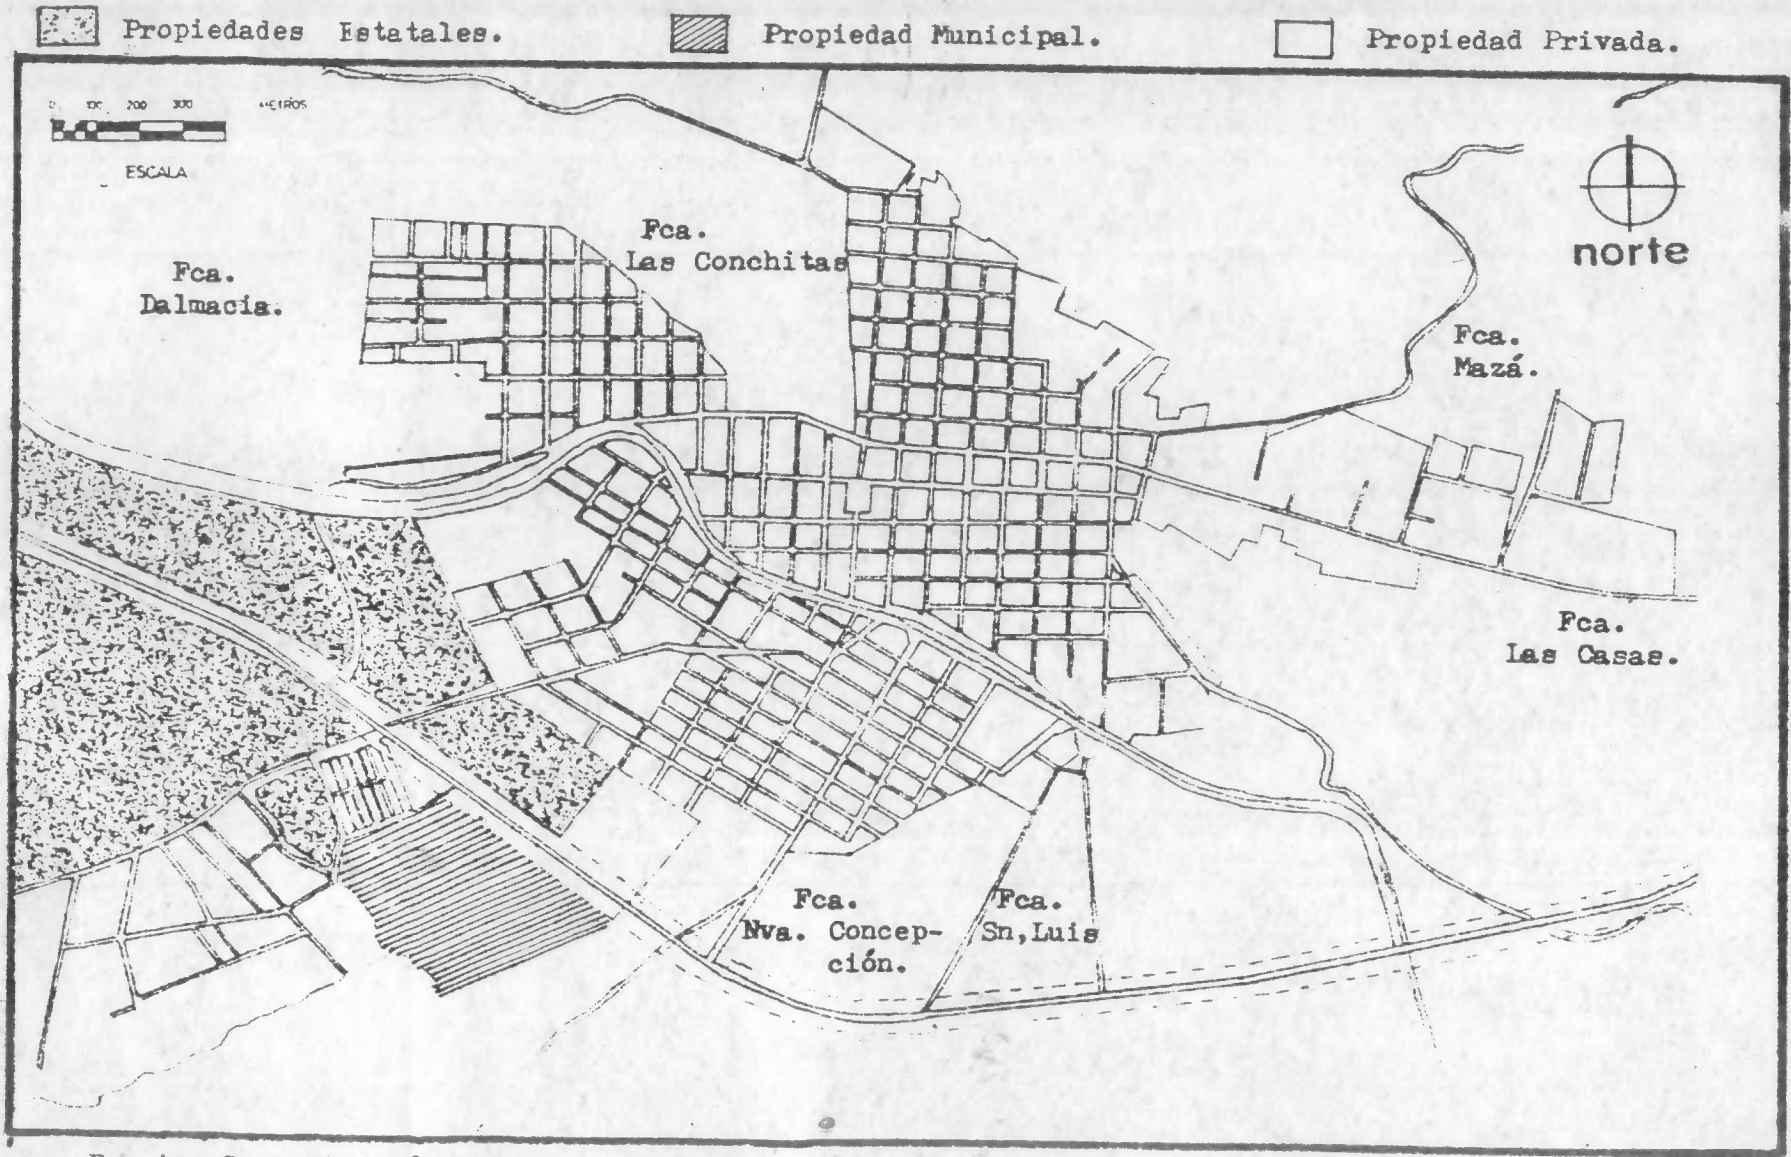 Propiedades Estatales.
Propiedad Municipal.
Propiedad Privada.
0 100 200 300 METROS
ESCALA
norte
Fca.
Las Conchitas
Fca.
Dalmacia.
Fca.
Mazá.
Fca.
Las Casas.
Fca.
Nva. Concep-
ción.
Fca.
Sn,Luis